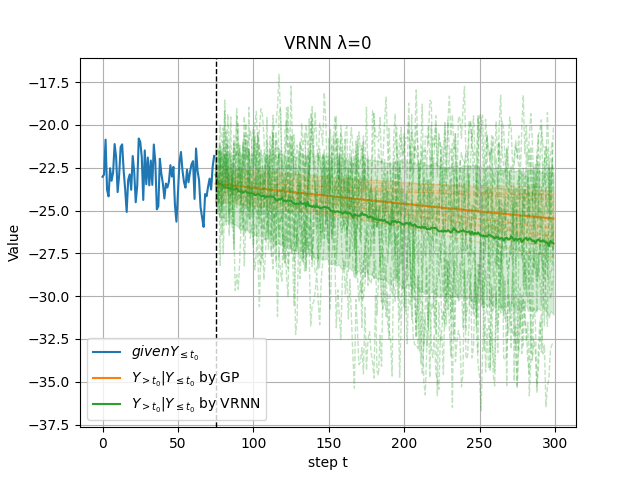 VRNN λ=0
−17.5
−20.0
−22.5
−25.0
−27.5
−30.0
−32.5
−35.0
−37.5
Value
givenY≤t₀
Y>t₀|Y≤t₀ by GP
Y>t₀|Y≤t₀ by VRNN
0 50 100 150 200 250 300
step t